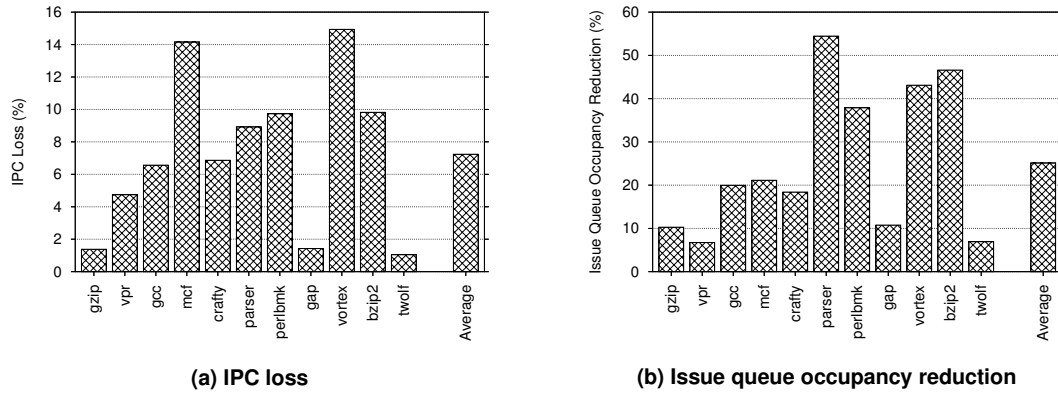 16
14
12
10
8
6
4
2
0
IPC Loss (%)
gzip
vpr
gcc
mcf
crafty
parser
perlbmk
gap
vortex
bzip2
twolf
Average
(a) IPC loss
60
50
40
30
20
10
0
Issue Queue Occupancy Reduction (%)
gzip
vpr
gcc
mcf
crafty
parser
perlbmk
gap
vortex
bzip2
twolf
Average
(b) Issue queue occupancy reduction